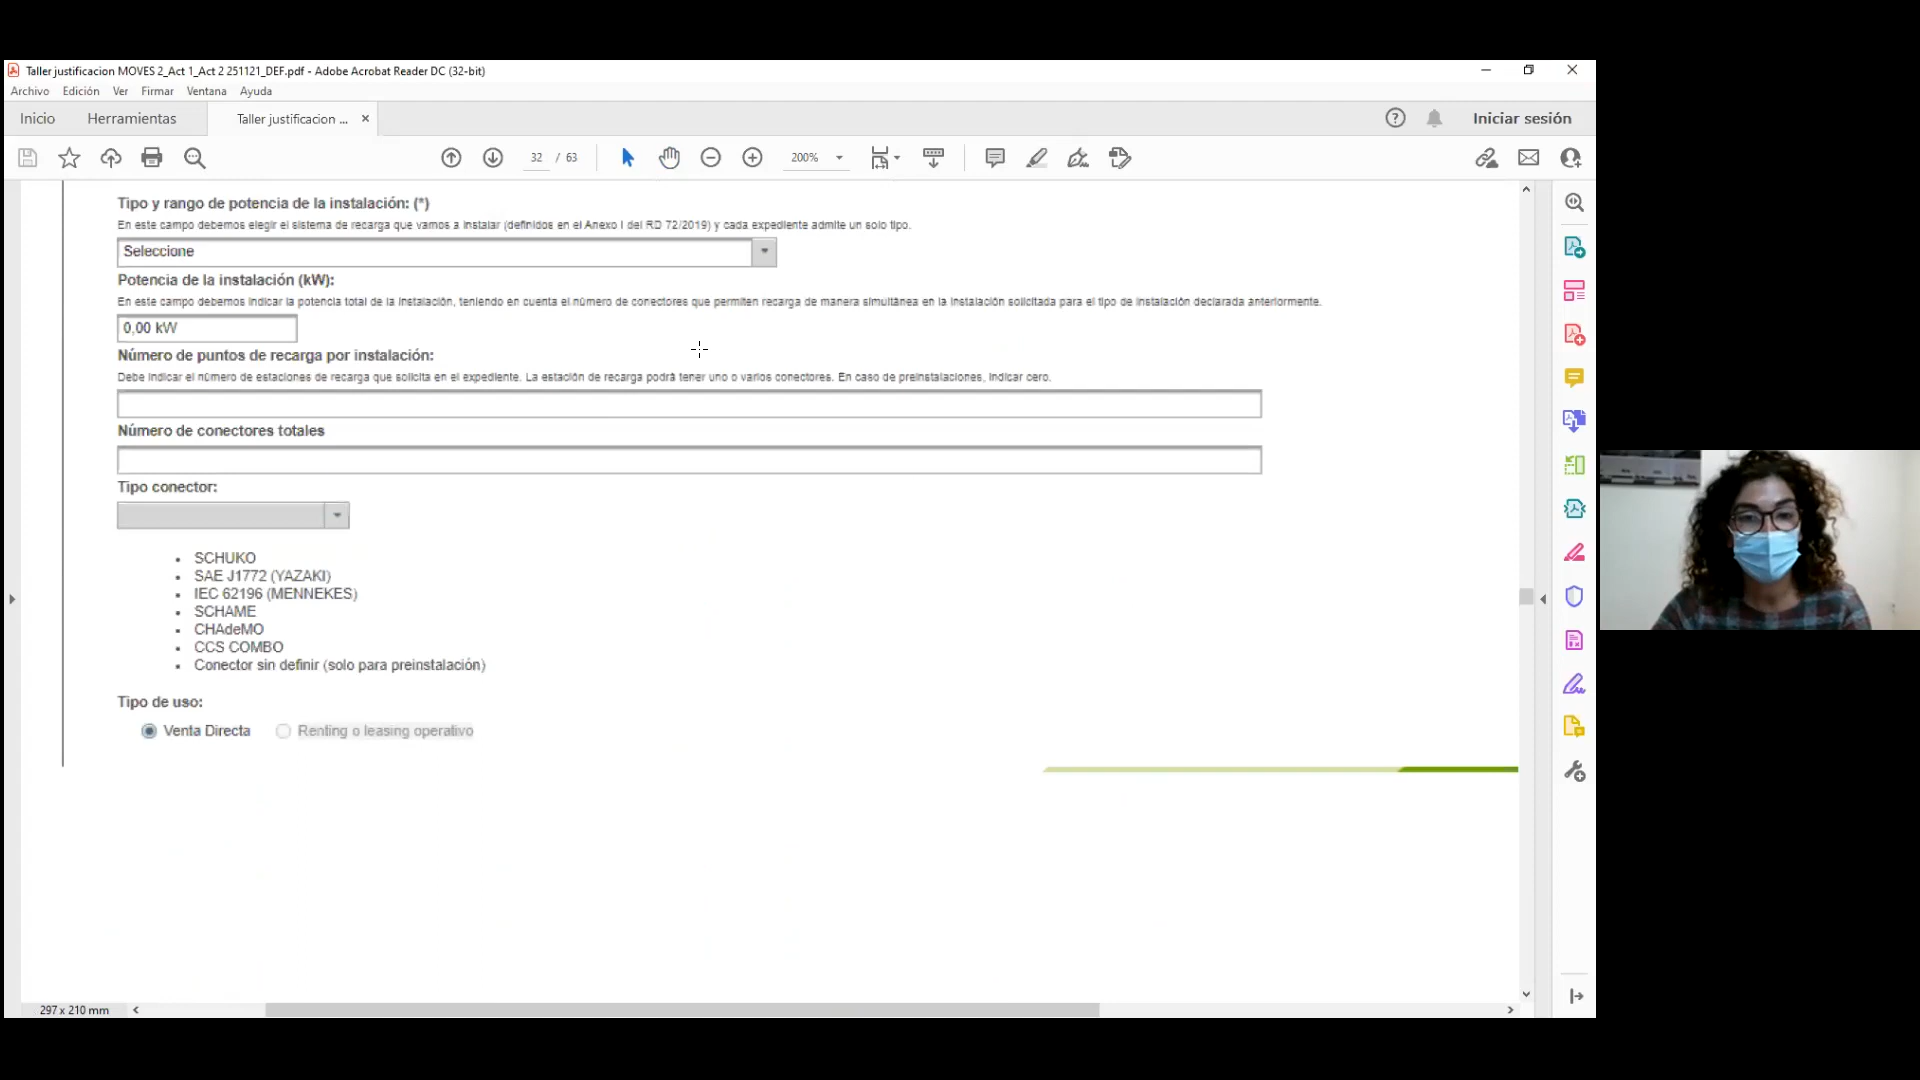 Taller justificacion MOVES 2_Act 1_Act 2 251121_DEF.pdf - Adobe Acrobat Reader DC (32-bit)
Archivo Edición Ver Firmar Ventana Ayuda
Inicio Herramientas Taller justificacion ... Iniciar sesión
32 / 63 200%
Tipo y rango de potencia de la instalación: (*)
En este campo debemos elegir el sistema de recarga que vamos a instalar (definidos en el Anexo I del RD 72/2019) y cada expediente admite un solo tipo.
Seleccione
Potencia de la instalación (kW):
En este campo debemos indicar la potencia total de la instalación, teniendo en cuenta el número de conectores que permiten recarga de manera simultánea en la instalación solicitada para el tipo de instalación declarada anteriormente.
0,00 kW
Número de puntos de recarga por instalación:
Debe indicar el número de estaciones de recarga que solicita en el expediente. La estación de recarga podrá tener uno o varios conectores. En caso de preinstalaciones, indicar cero.
Número de conectores totales
Tipo conector:
SCHUKO
SAE J1772 (YAZAKI)
IEC 62196 (MENNEKES)
SCHAME
CHAdeMO
CCS COMBO
Conector sin definir (solo para preinstalación)
Tipo de uso:
Venta Directa Renting o leasing operativo
297 x 210 mm